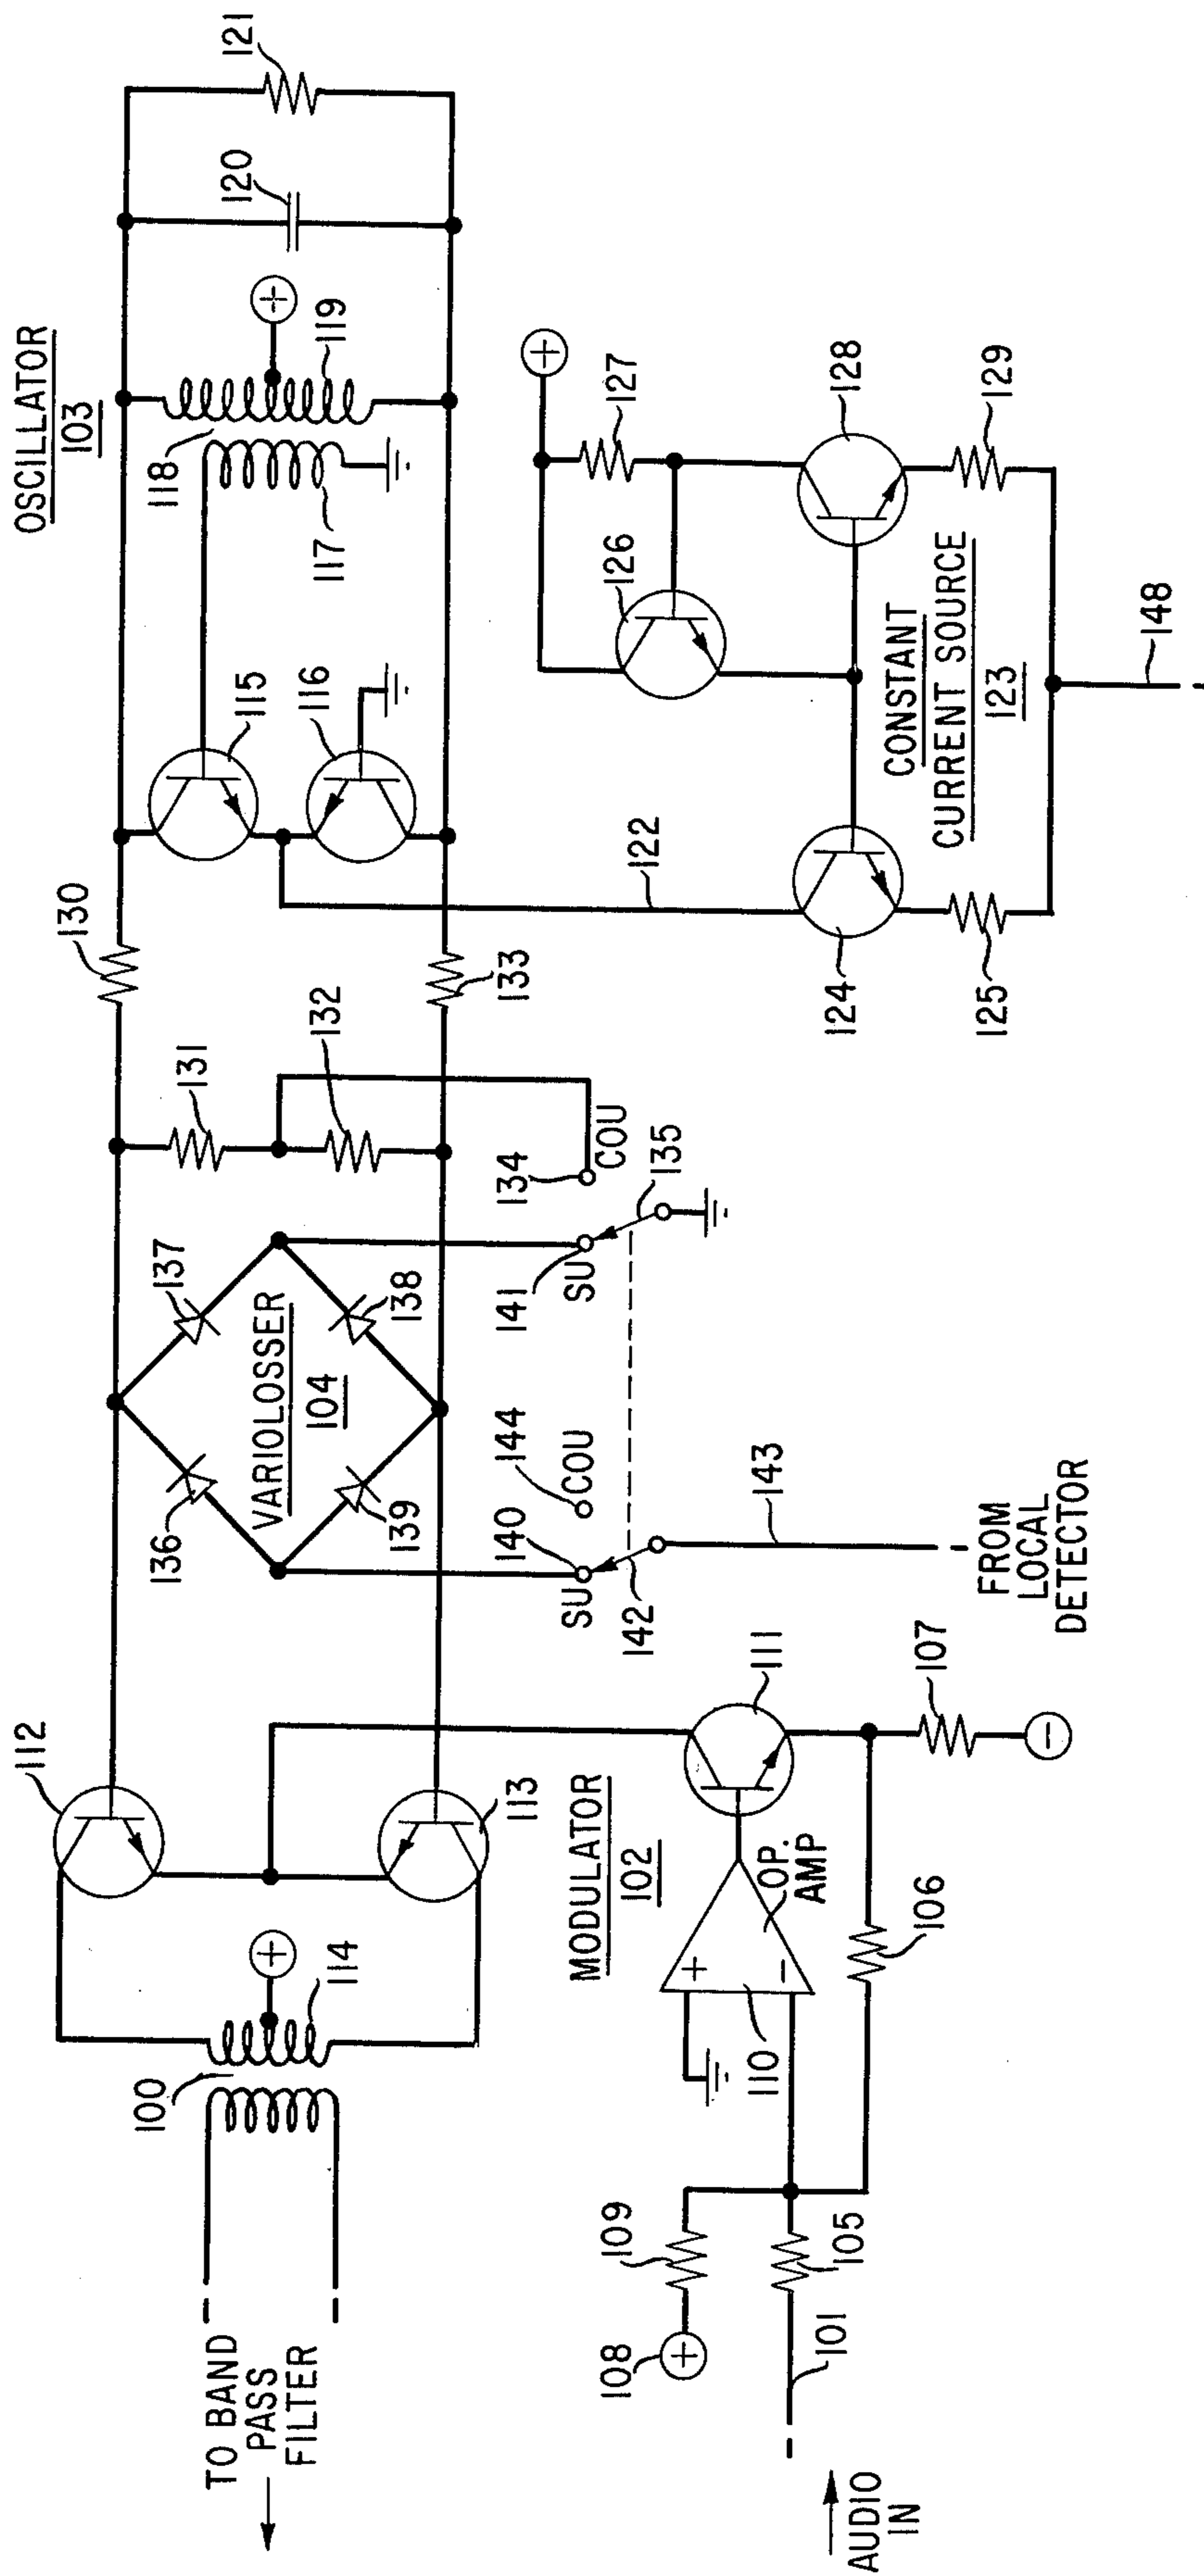 OSCILLATOR
103
121
120
119
118
117
115
116
130
131
132
133
122
126
127
128
129
CONSTANT
CURRENT SOURCE
123
124
125
148
134
COU
135
141
SU
137
138
VARIOLOSSER
104
136
139
144
COU
140
SU
142
143
FROM
LOCAL
DETECTOR
112
113
114
100
+
TO BAND
PASS
FILTER
MODULATOR
102
111
107
−
OP.
AMP
+
−
110
106
109
105
108
+
101
AUDIO
IN
+
+